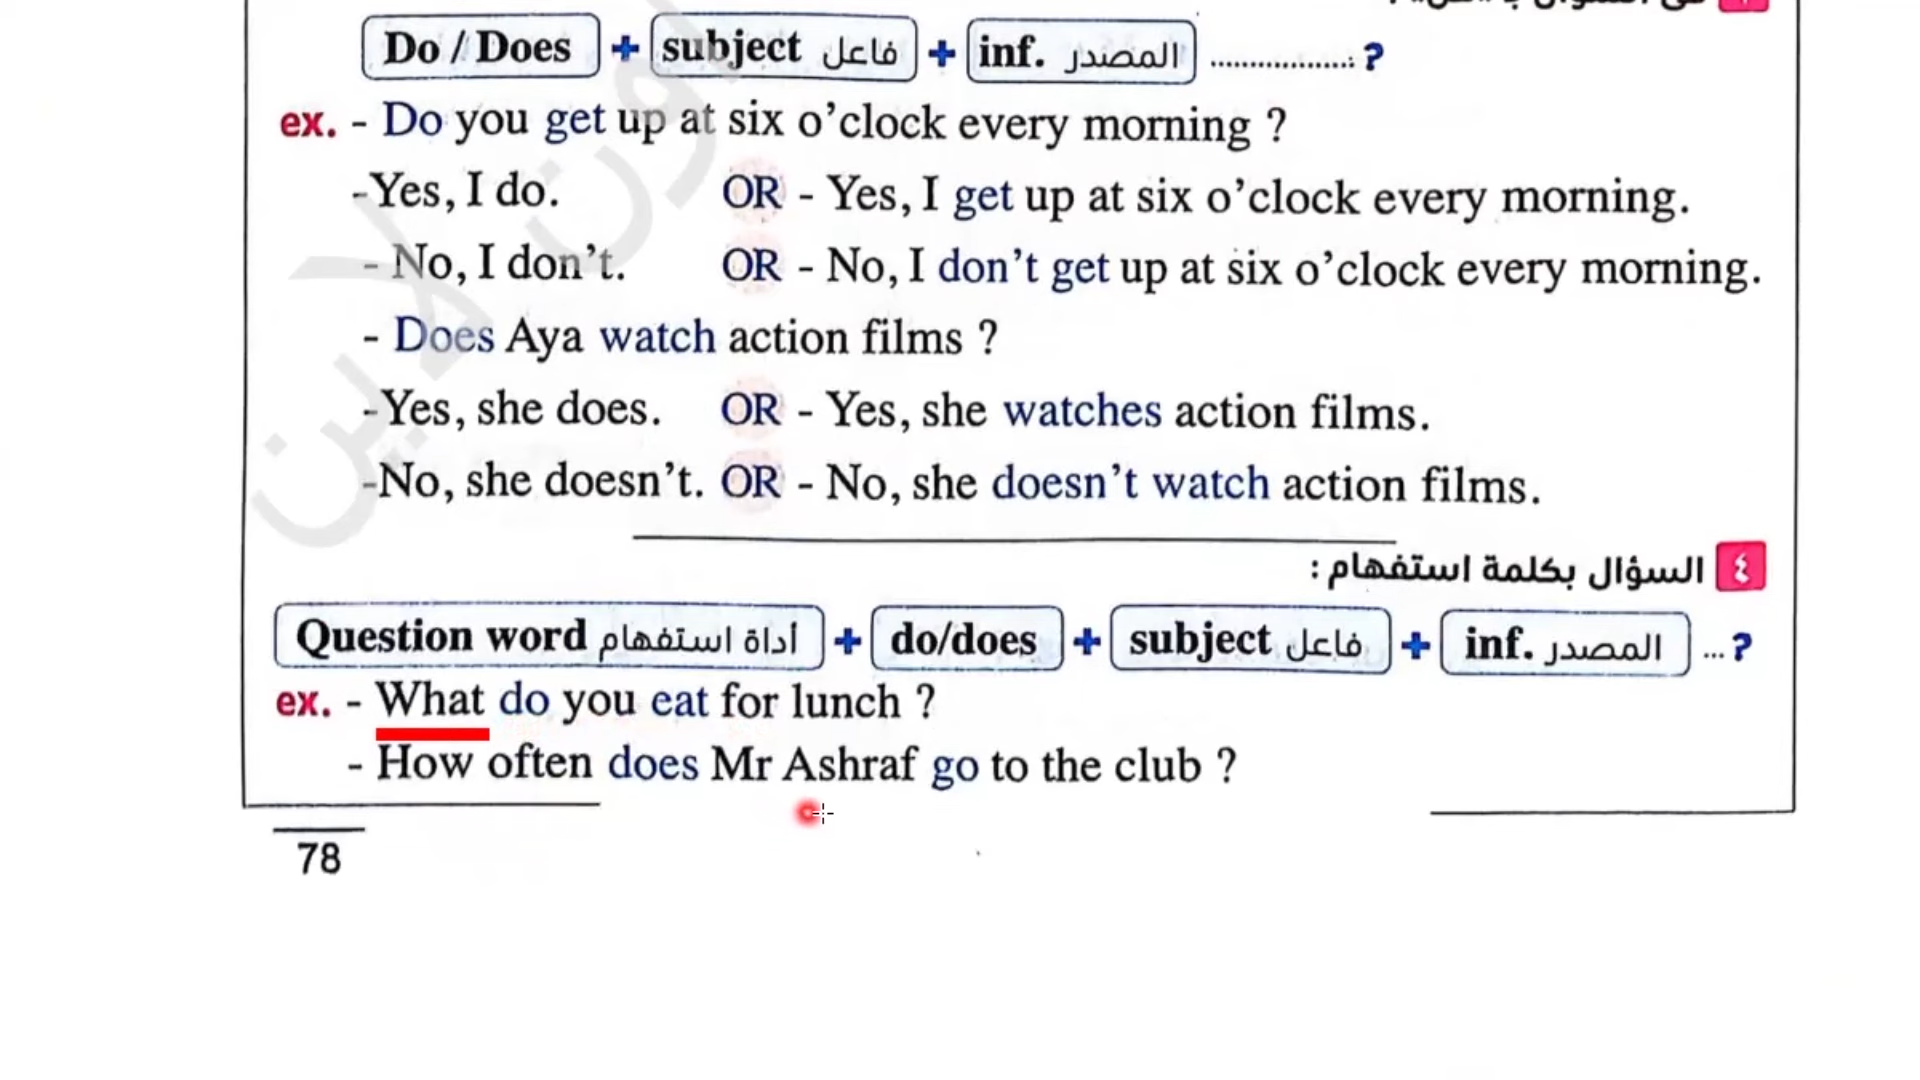 Do / Does + subject فاعل + inf. المصدر ..................?
ex. - Do you get up at six o’clock every morning ?
-Yes, I do. OR - Yes, I get up at six o’clock every morning.
- No, I don’t. OR - No, I don’t get up at six o’clock every morning.
- Does Aya watch action films ?
-Yes, she does. OR - Yes, she watches action films.
-No, she doesn’t. OR - No, she doesn’t watch action films.
٤ السؤال بكلمة استفهام :
Question word أداة استفهام + do/does + subject فاعل + inf. المصدر ... ?
ex. - What do you eat for lunch ?
- How often does Mr Ashraf go to the club ?
78